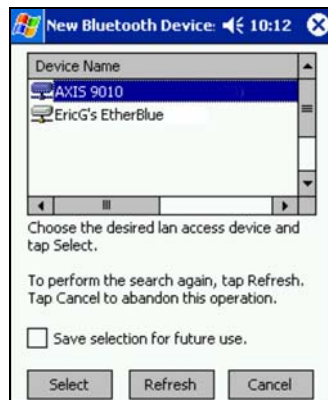 New Bluetooth Device: 10:12
Device Name
AXIS 9010
EricG's EtherBlue
Choose the desired lan access device and
tap Select.
To perform the search again, tap Refresh.
Tap Cancel to abandon this operation.
Save selection for future use.
Select Refresh Cancel